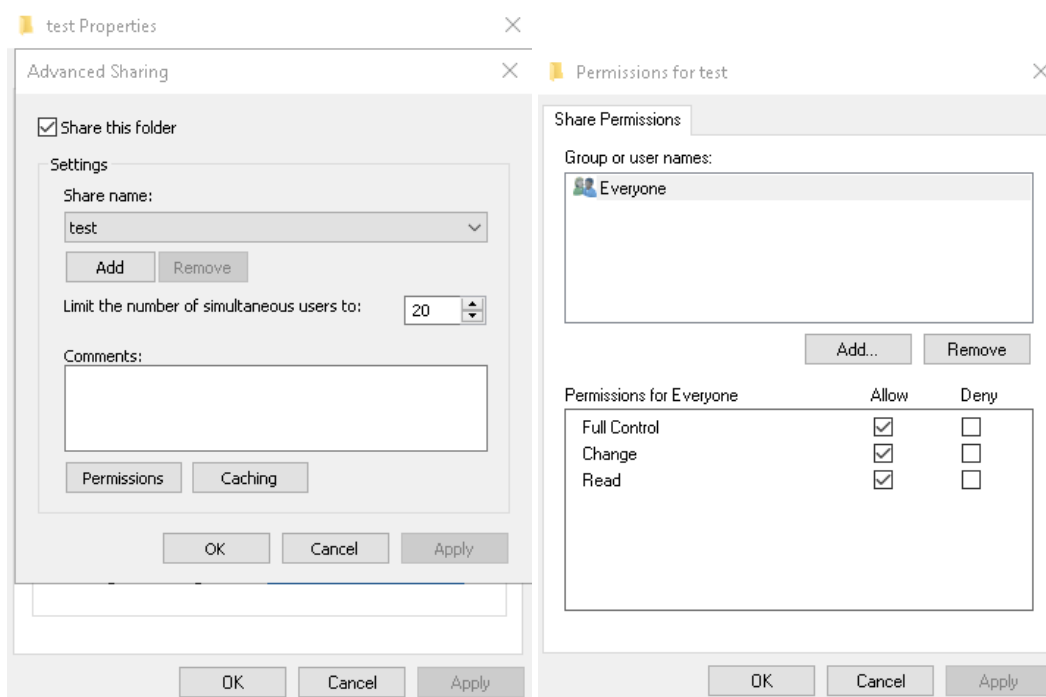 test Properties
Advanced Sharing
Share this folder
Settings
Share name:
test
Add Remove
Limit the number of simultaneous users to: 20
Comments:
Permissions Caching
OK Cancel Apply
OK Cancel Apply
Permissions for test
Share Permissions
Group or user names:
Everyone
Add... Remove
Permissions for Everyone Allow Deny
Full Control
Change
Read
OK Cancel Apply